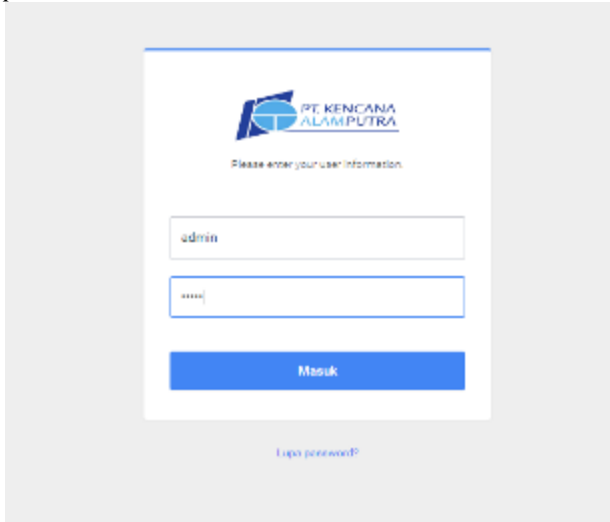 PT. KENCANA
ALAM PUTRA
Please enter your user information.
admin
•••••
Masuk
Lupa password?